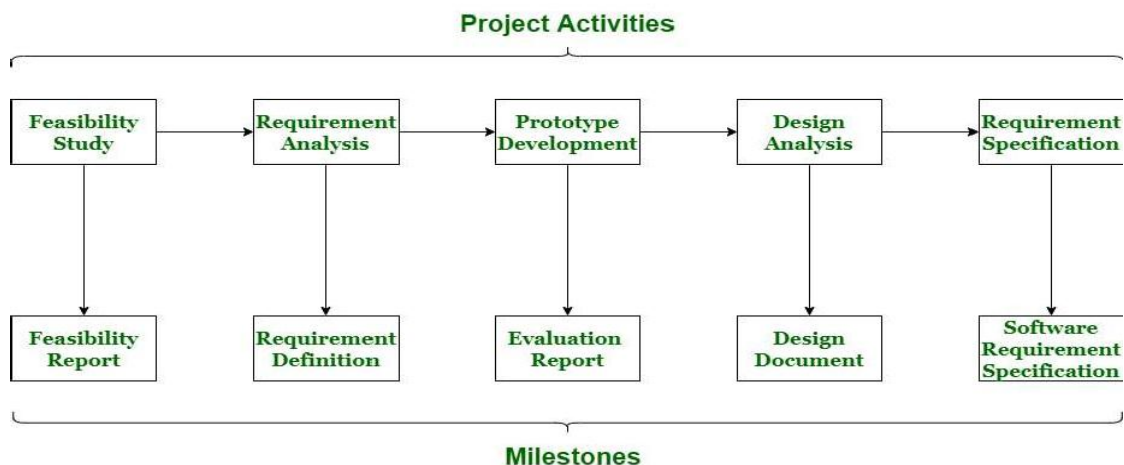 Project Activities
Feasibility
Study
Requirement
Analysis
Prototype
Development
Design
Analysis
Requirement
Specification
Feasibility
Report
Requirement
Definition
Evaluation
Report
Design
Document
Software
Requirement
Specification
Milestones